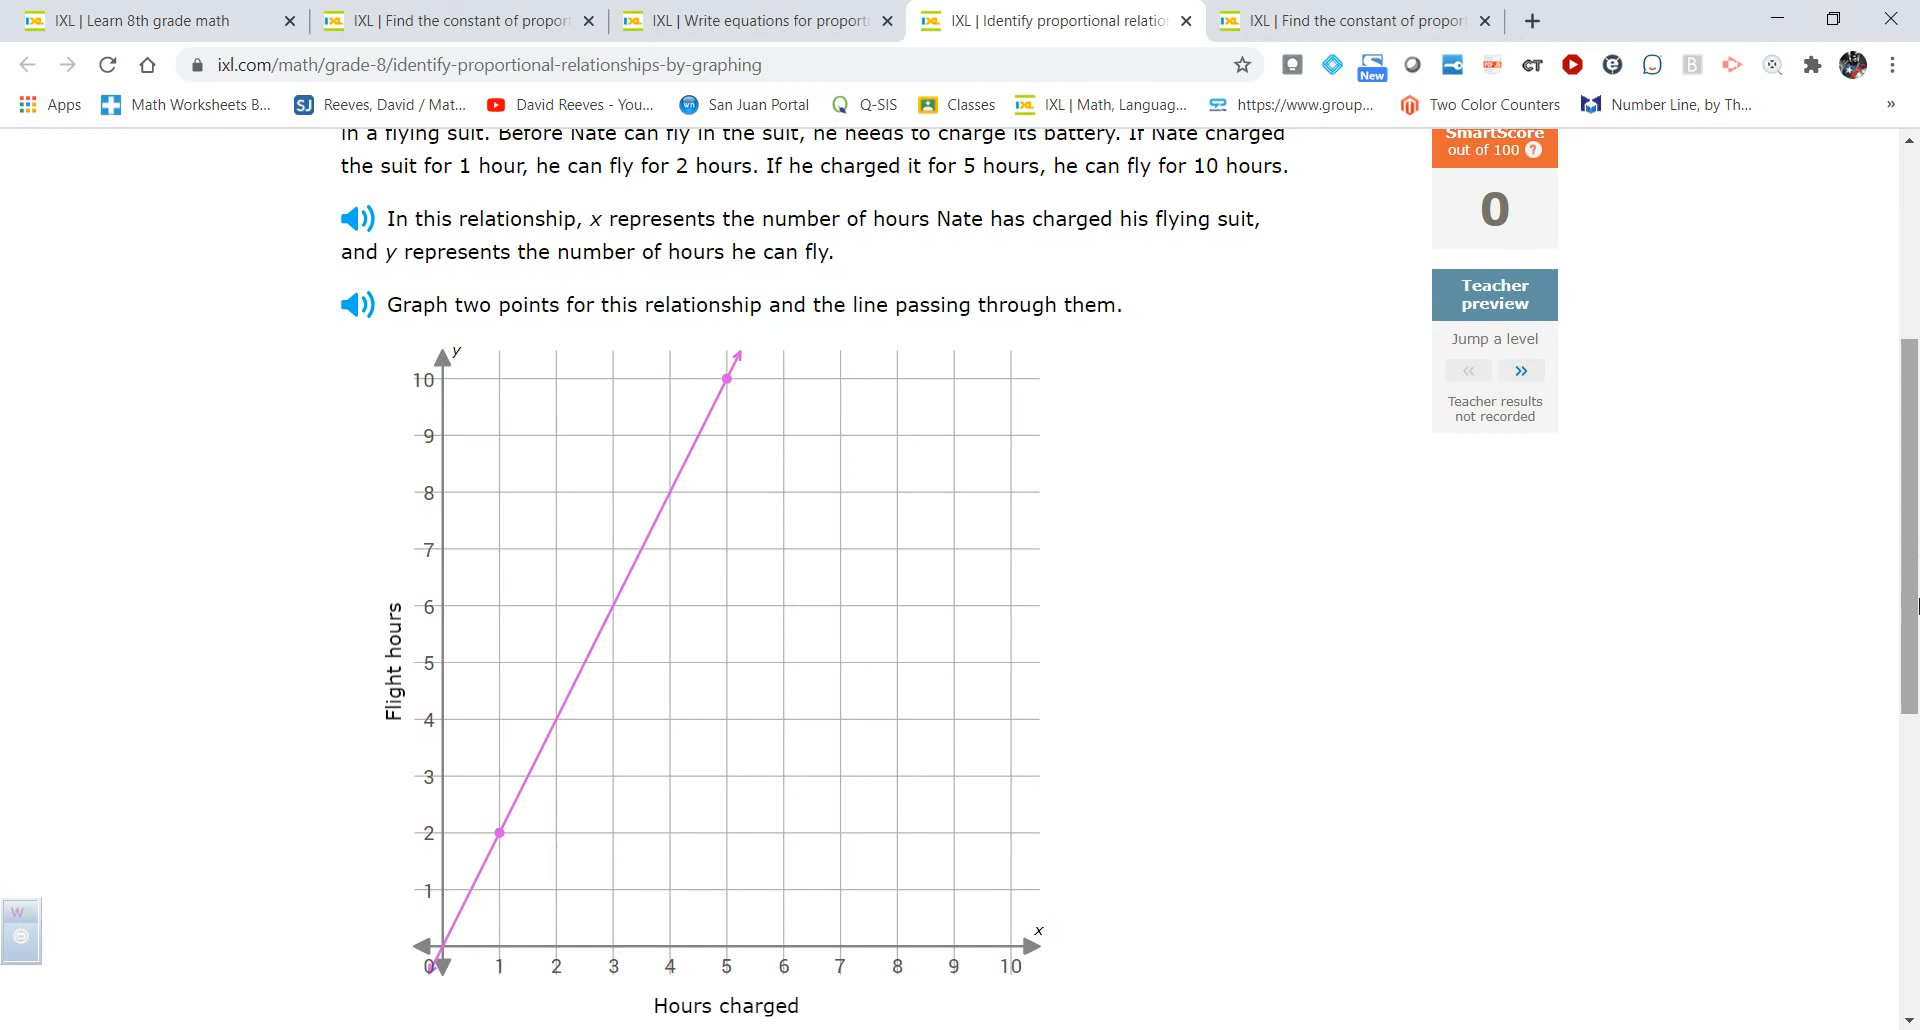 IXL | Learn 8th grade math
IXL | Find the constant of propor
IXL | Write equations for proporti
IXL | Identify proportional relatio
IXL | Find the constant of propor
ixl.com/math/grade-8/identify-proportional-relationships-by-graphing
New
CT
B
Apps
Math Worksheets B...
SJ
Reeves, David / Mat...
David Reeves - You...
wn
San Juan Portal
Q-SIS
Classes
IXL | Math, Languag...
https://www.group...
Two Color Counters
Number Line, by Th...
»
in a flying suit. Before Nate can fly in the suit, he needs to charge its battery. If Nate charged
the suit for 1 hour, he can fly for 2 hours. If he charged it for 5 hours, he can fly for 10 hours.
In this relationship, x represents the number of hours Nate has charged his flying suit,
and y represents the number of hours he can fly.
Graph two points for this relationship and the line passing through them.
y
10
9
8
7
6
5
4
3
2
1
Flight hours
x
0 1 2 3 4 5 6 7 8 9 10
Hours charged
SmartScore
out of 100 ?
0
Teacher
preview
Jump a level
« »
Teacher results
not recorded
W